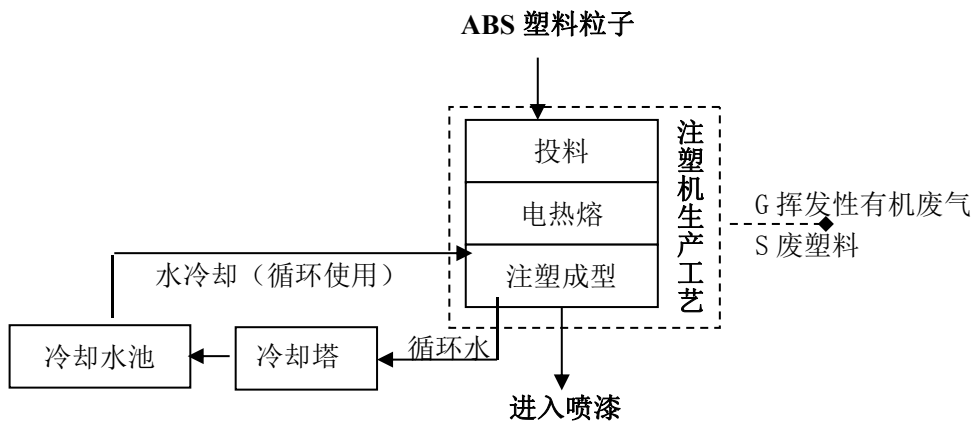 ABS 塑料粒子
投料
电热熔
注塑成型
注塑机生产工艺
G 挥发性有机废气
S 废塑料
水冷却（循环使用）
冷却水池
冷却塔
循环水
进入喷漆